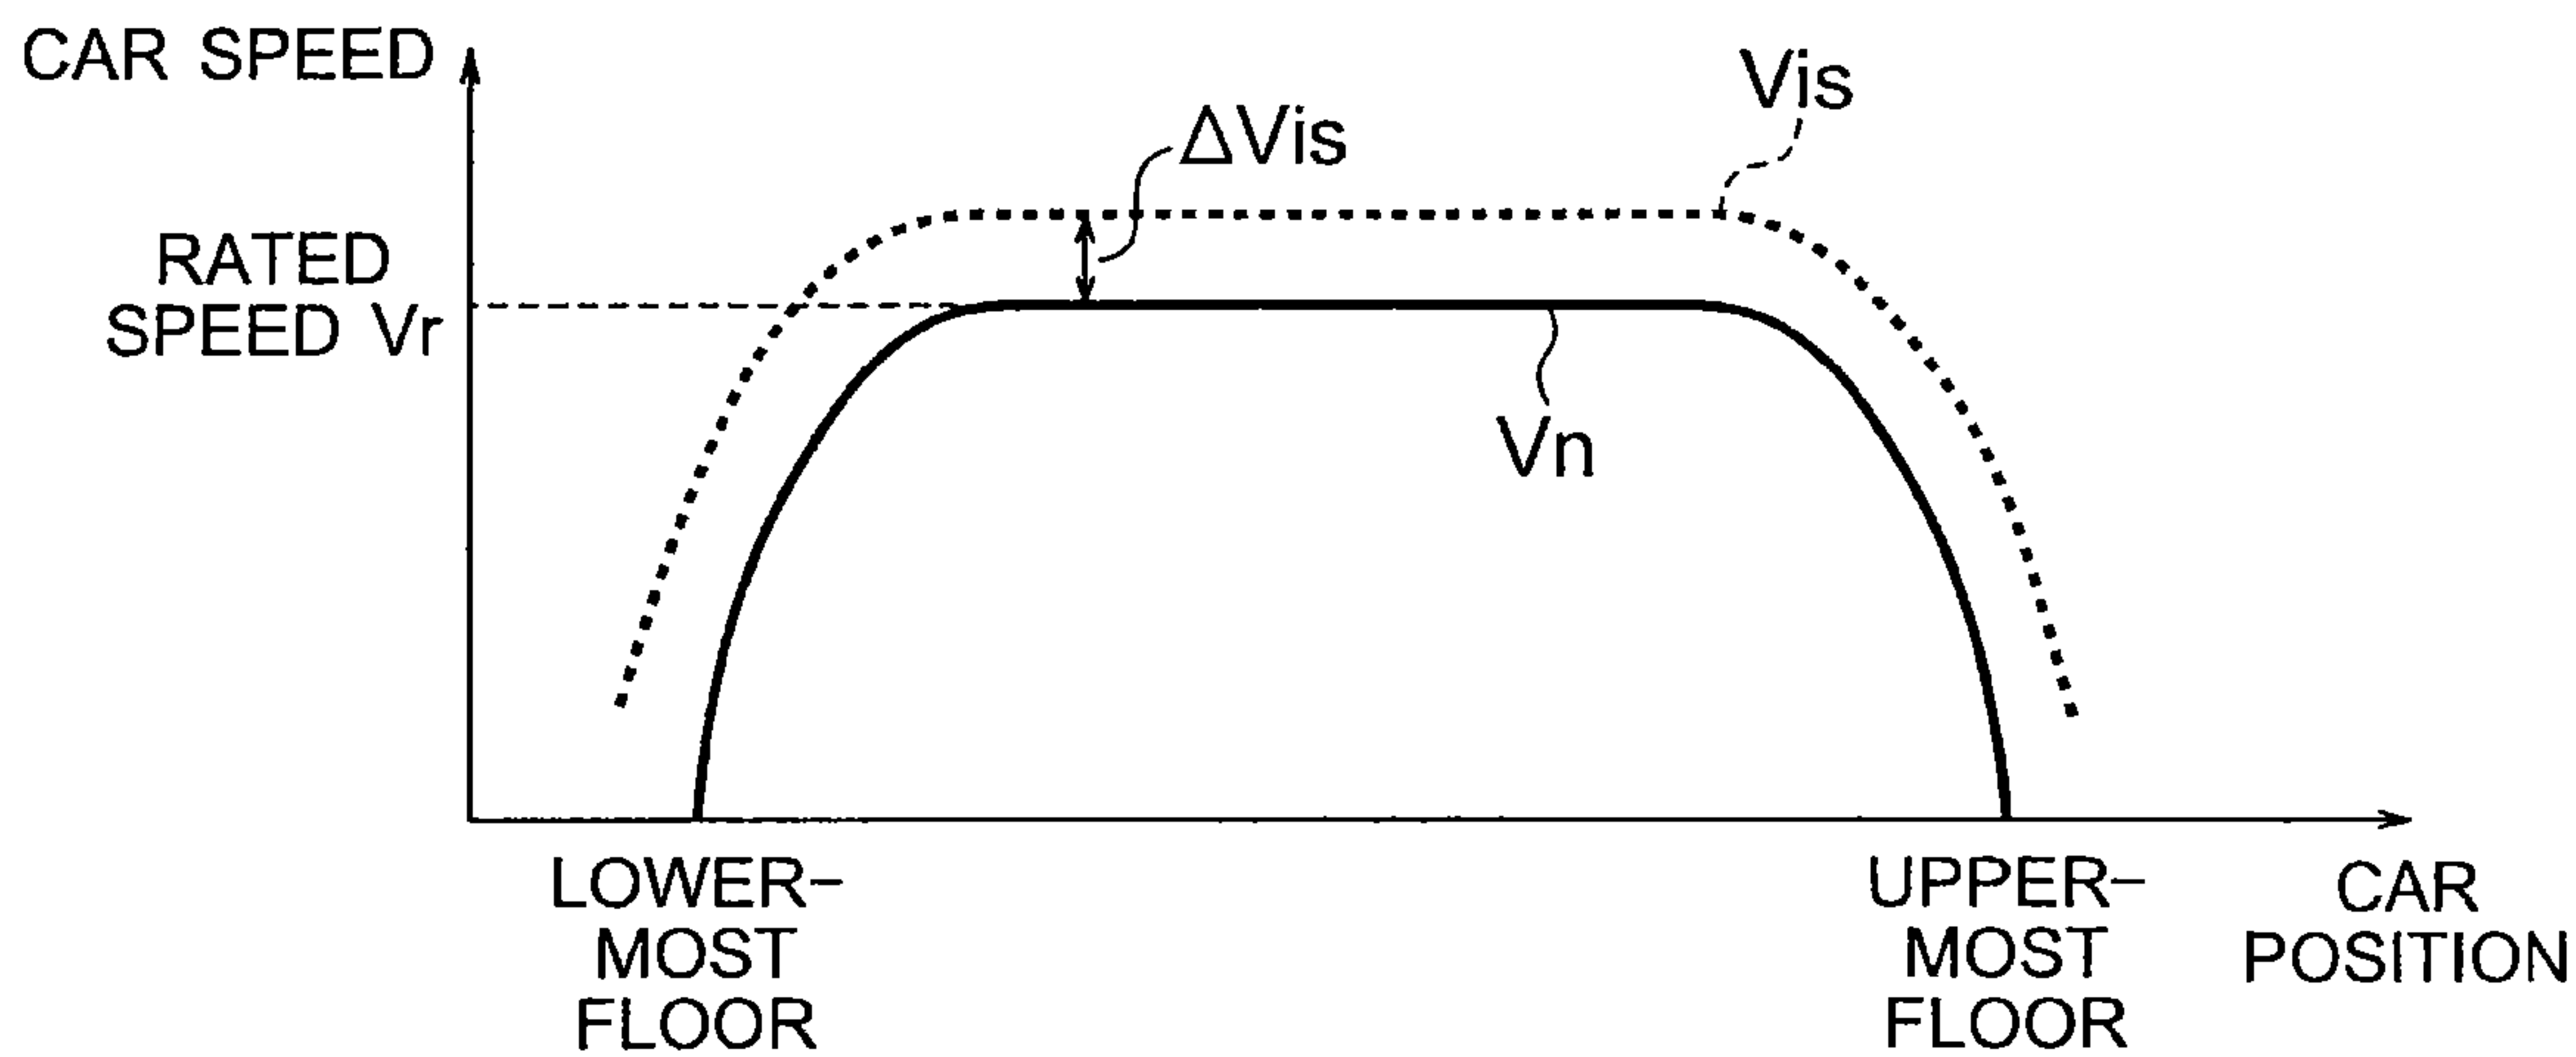 CAR SPEED
Vis
ΔVis
RATED
SPEED Vr
Vn
LOWER-
MOST
FLOOR
UPPER-
MOST
FLOOR
CAR
POSITION